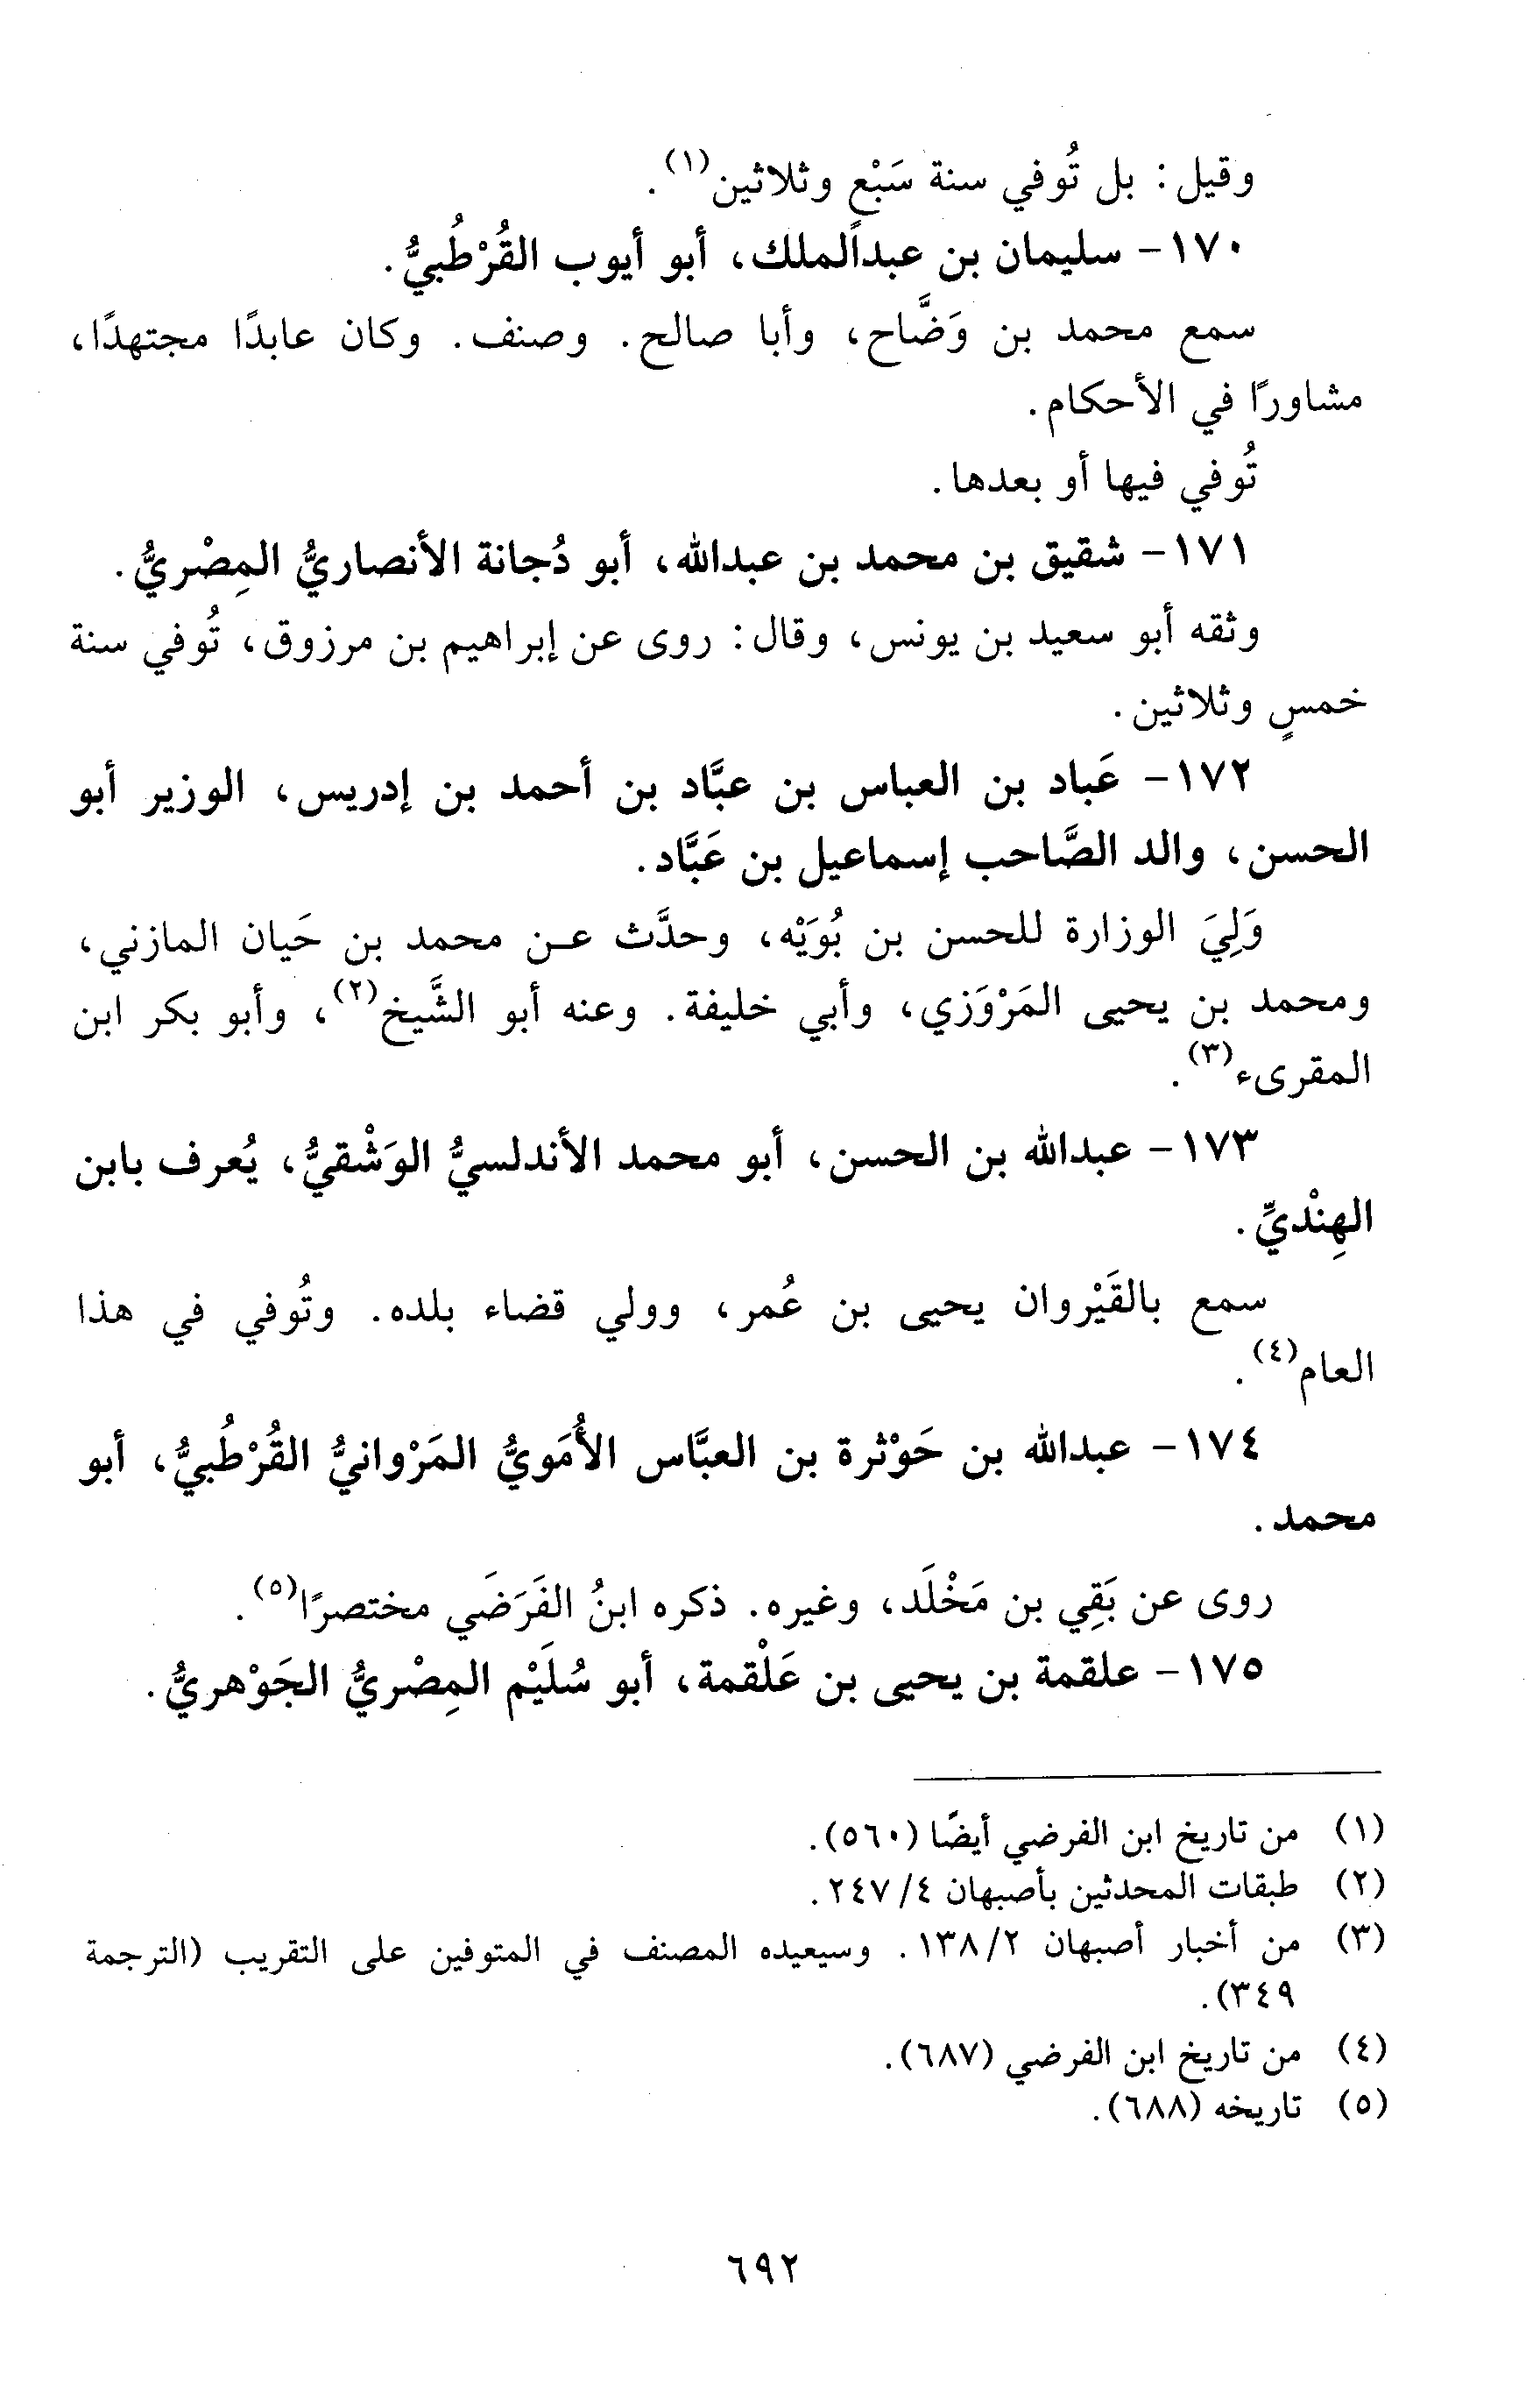 وقيل: بل تُوفي سنة سَبْع وثلاثين(١).
١٧٠- سليمان بن عبدالملك، أبو أيوب القُرْطُبيُّ.
سمع محمد بن وَضَّاح، وأبا صالح. وصنف. وكان عابدًا مجتهدًا،
مشاورًا في الأحكام.
تُوفي فيها أو بعدها.
١٧١- شقيق بن محمد بن عبدالله، أبو دُجانة الأنصاريُّ المِصْريُّ.
وثقه أبو سعيد بن يونس، وقال: روى عن إبراهيم بن مرزوق، تُوفي سنة
خمسٍ وثلاثين.
١٧٢- عَباد بن العباس بن عبَّاد بن أحمد بن إدريس، الوزير أبو
الحسن، والد الصَّاحب إسماعيل بن عَبَّاد.
وَلِيَ الوزارة للحسن بن بُوَيْه، وحدَّث عن محمد بن حَيان المازني،
ومحمد بن يحيى المَرْوَزي، وأبي خليفة. وعنه أبو الشَّيخ(٢)، وأبو بكر ابن
المقرىء(٣).
١٧٣- عبدالله بن الحسن، أبو محمد الأندلسيُّ الوَشْقيُّ، يُعرف بابن
الهِنْديِّ.
سمع بالقَيْروان يحيى بن عُمر، وولي قضاء بلده. وتُوفي في هذا
العام(٤).
١٧٤- عبدالله بن حَوْثرة بن العبَّاس الأُمَويُّ المَرْوانيُّ القُرْطُبيُّ، أبو
محمد.
روى عن بَقِي بن مَخْلَد، وغيره. ذكره ابنُ الفَرَضَي مختصرًا(٥).
١٧٥- علقمة بن يحيى بن عَلْقمة، أبو سُلَيْم المِصْريُّ الجَوْهريُّ.
(١) من تاريخ ابن الفرضي أيضًا (٥٦٠).
(٢) طبقات المحدثين بأصبهان ٤/ ٢٤٧.
(٣) من أخبار أصبهان ٢/ ١٣٨. وسيعيده المصنف في المتوفين على التقريب (الترجمة
٣٤٩).
(٤) من تاريخ ابن الفرضي (٦٨٧).
(٥) تاريخه (٦٨٨).
٦٩٢